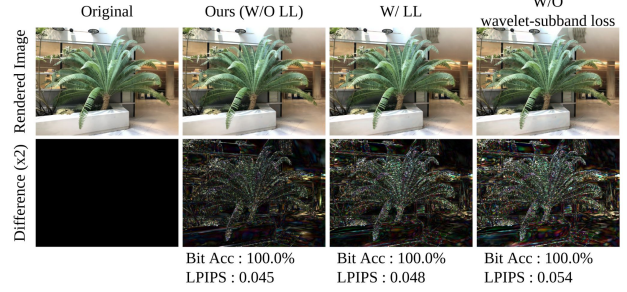 Original
Ours (W/O LL)
W/ LL
W/O
wavelet-subband loss
Rendered Image
Difference (x2)
Bit Acc : 100.0%
LPIPS : 0.045
Bit Acc : 100.0%
LPIPS : 0.048
Bit Acc : 100.0%
LPIPS : 0.054